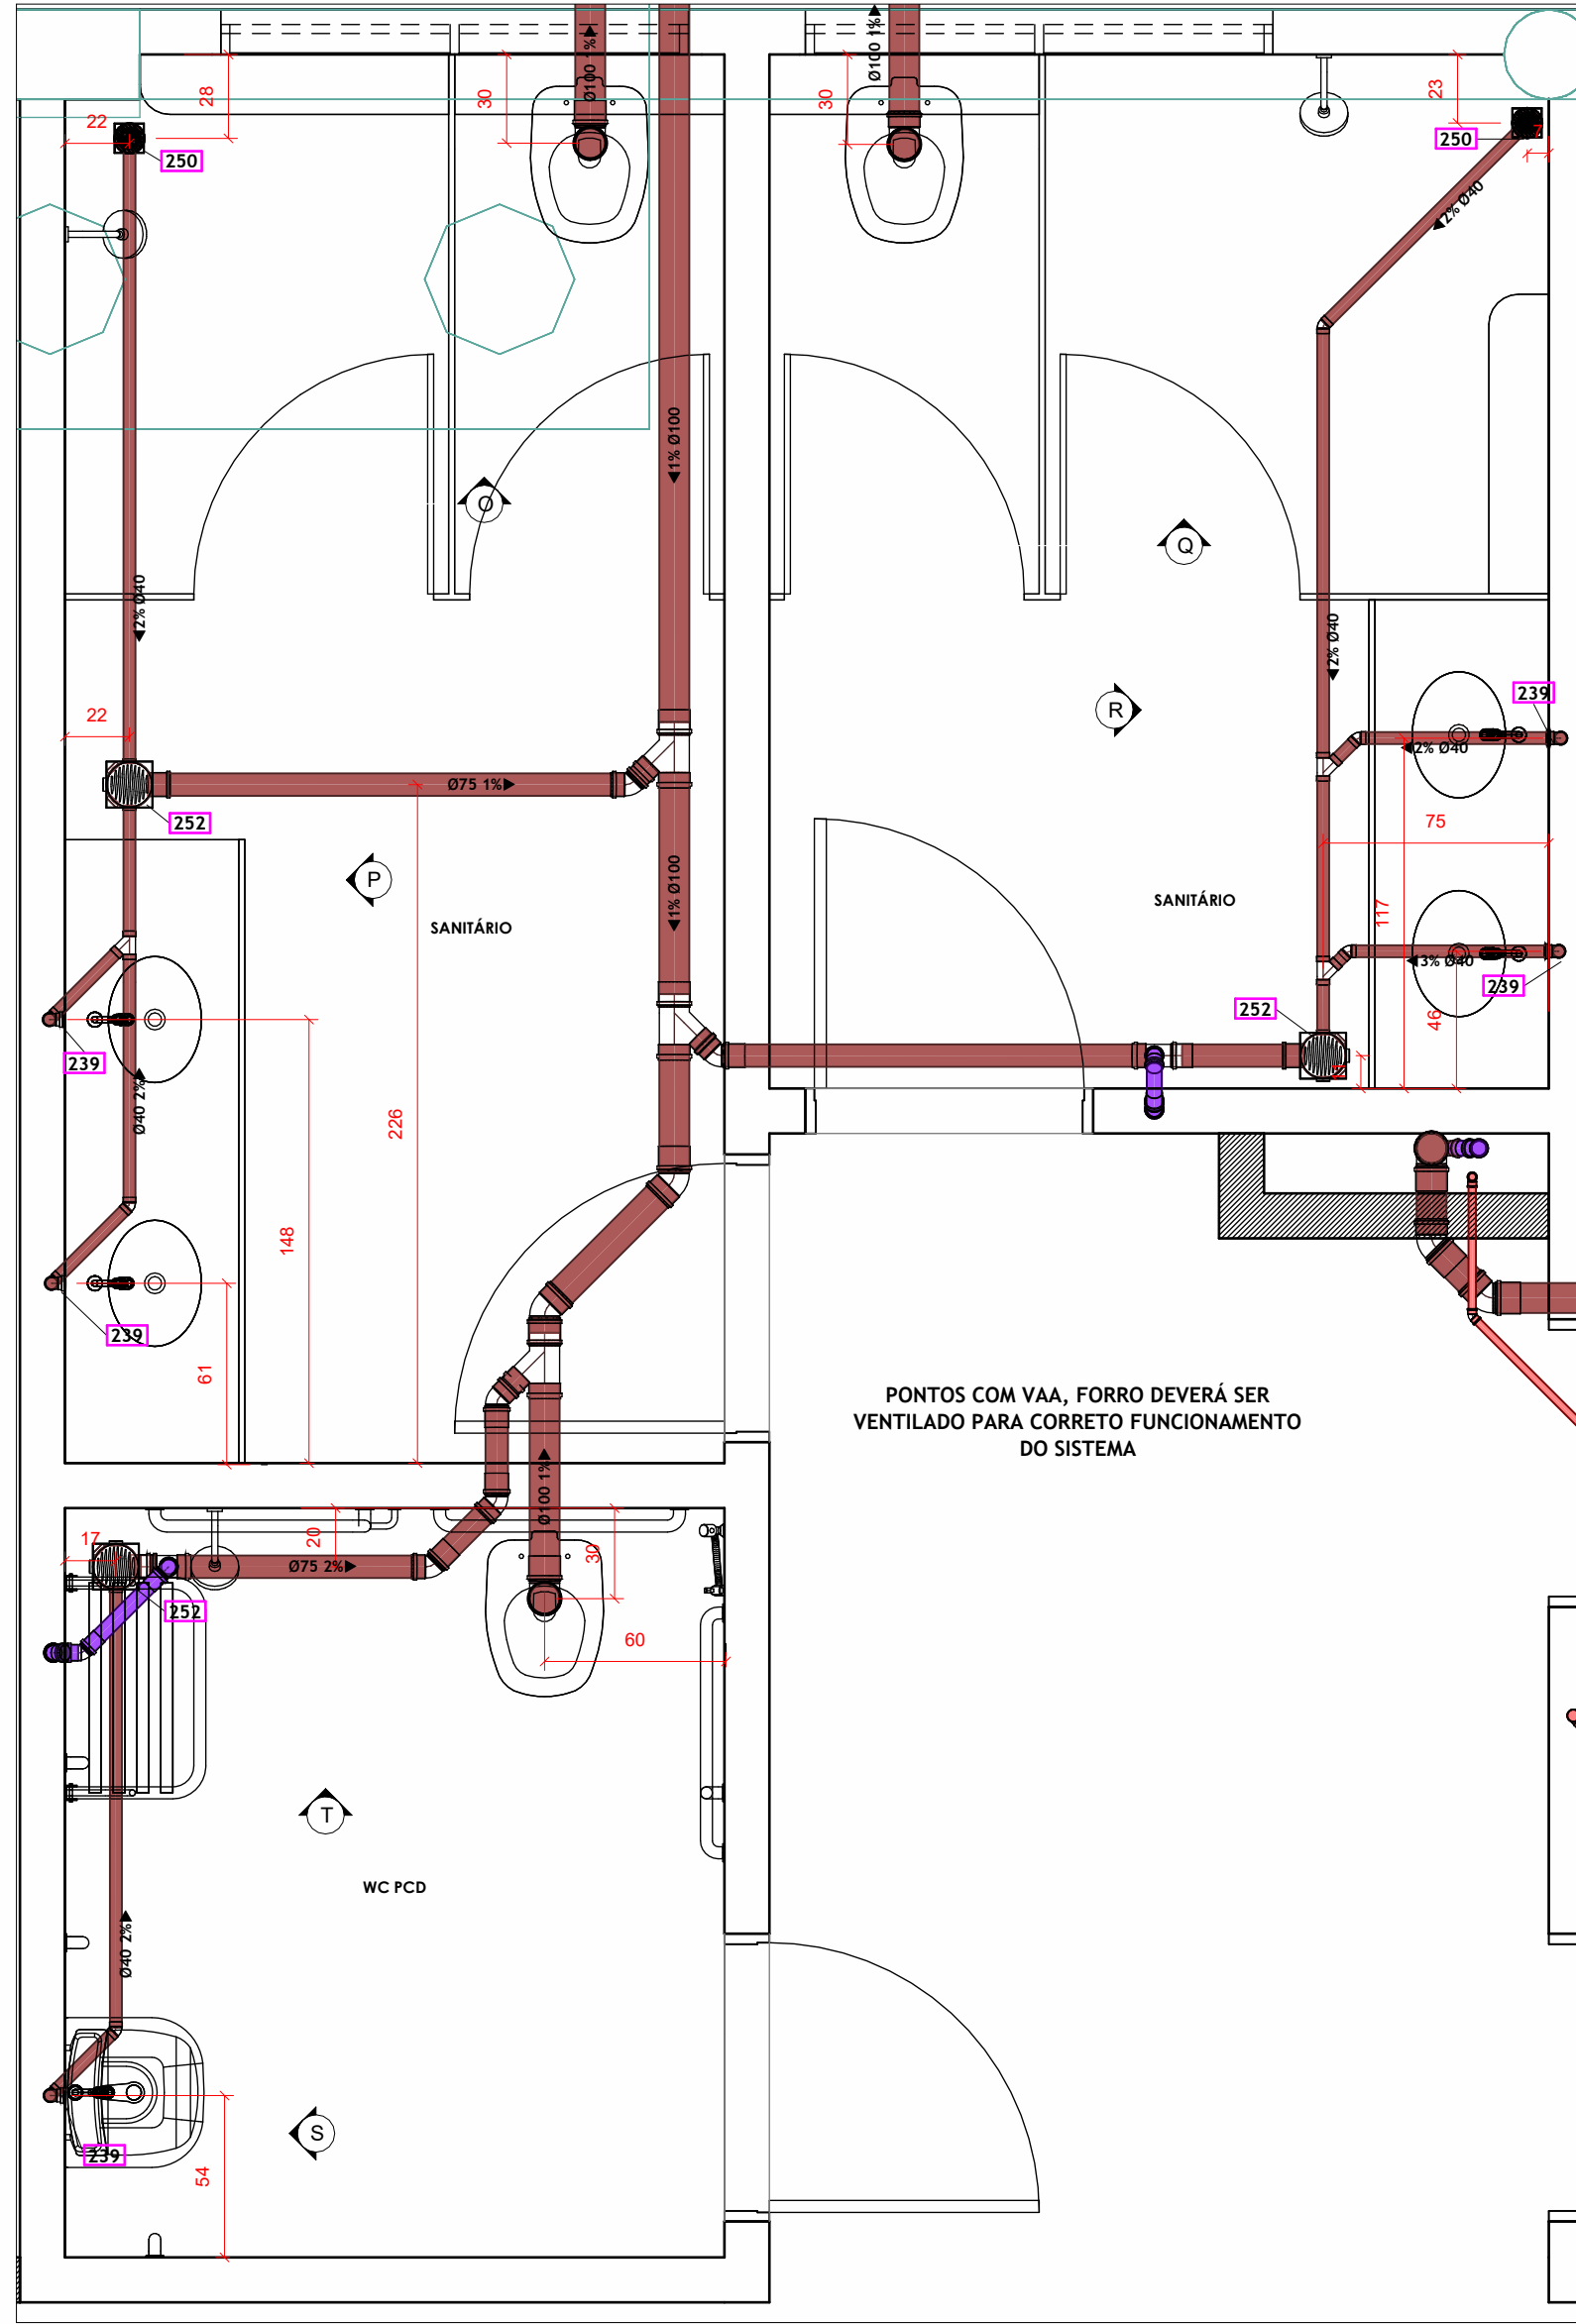 Ø100 1%
Ø100 1%
28
30
30
23
22
250
250
7
2% Ø40
1% Ø100
O
Q
2% Ø40
2% Ø40
R
239
22
2% Ø40
Ø75 1%
252
75
P
1% Ø100
SANITÁRIO
SANITÁRIO
117
3% Ø40
239
252
46
239
Ø40 2%
226
148
239
61
PONTOS COM VAA, FORRO DEVERÁ SER
VENTILADO PARA CORRETO FUNCIONAMENTO
DO SISTEMA
Ø100 1%
17
20
Ø75 2%
30
252
60
T
WC PCD
Ø40 2%
S
239
54